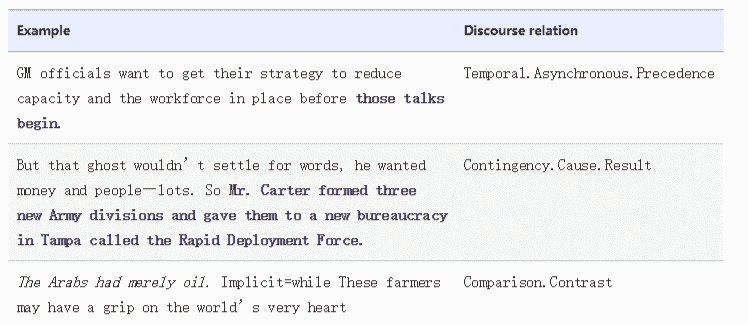 Example Discourse relation
GM officials want to get their strategy to reduce Temporal.Asynchronous.Precedence
capacity and the workforce in place before those talks
begin.
But that ghost wouldn't settle for words, he wanted Contingency.Cause.Result
money and people—lots. So Mr. Carter formed three
new Army divisions and gave them to a new bureaucracy
in Tampa called the Rapid Deployment Force.
The Arabs had merely oil. Implicit=while These farmers Comparison.Contrast
may have a grip on the world's very heart